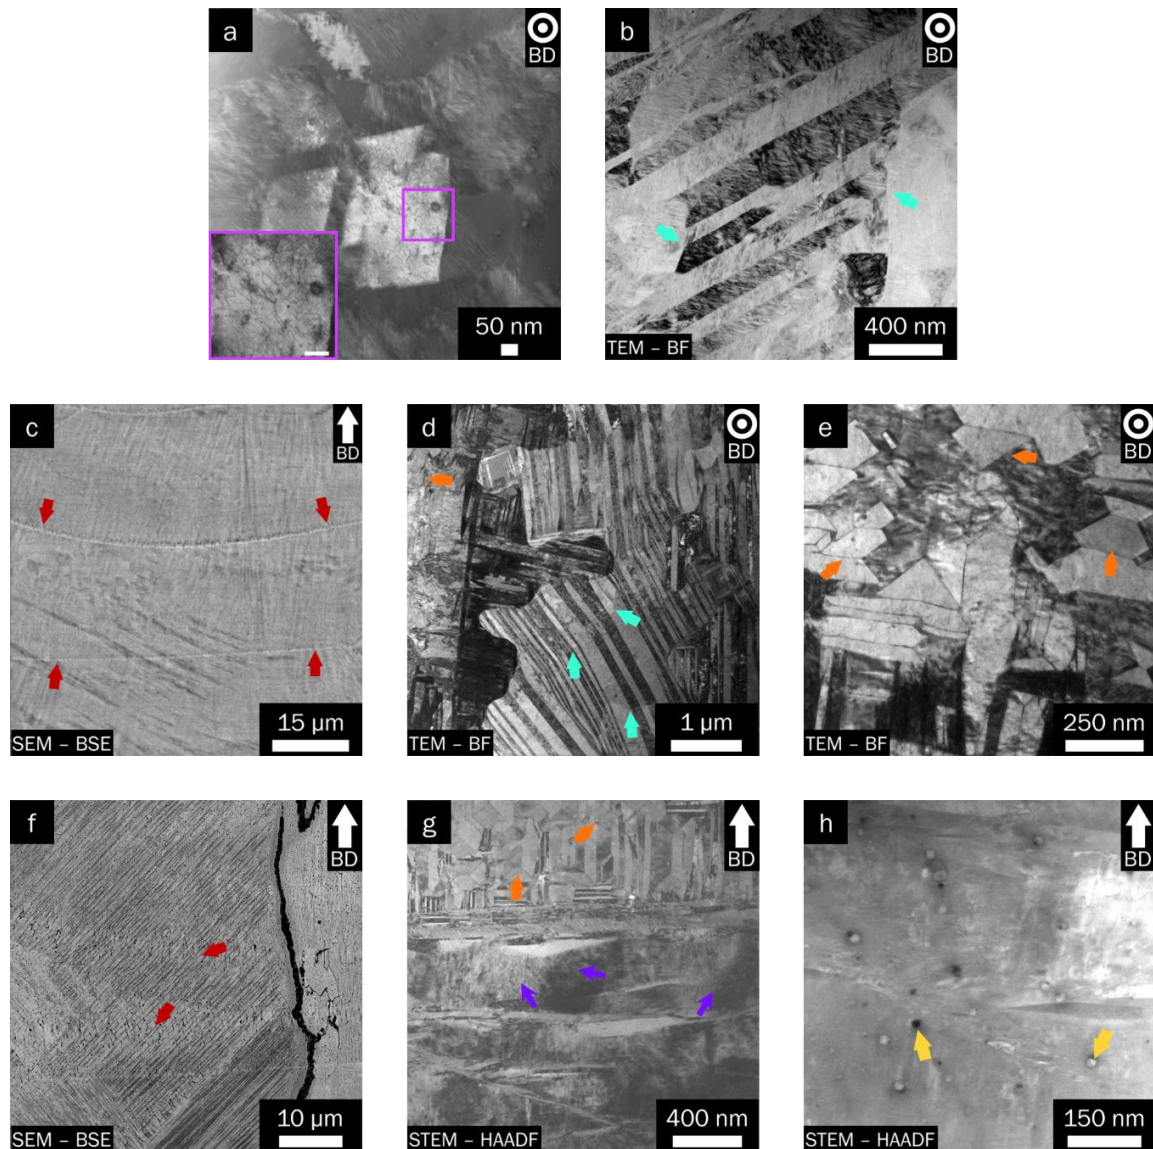 a
BD
50 nm
b
BD
TEM – BF
400 nm
c
BD
SEM – BSE
15 µm
d
BD
TEM – BF
1 µm
e
BD
TEM – BF
250 nm
f
BD
SEM – BSE
10 µm
g
BD
STEM – HAADF
400 nm
h
BD
STEM – HAADF
150 nm